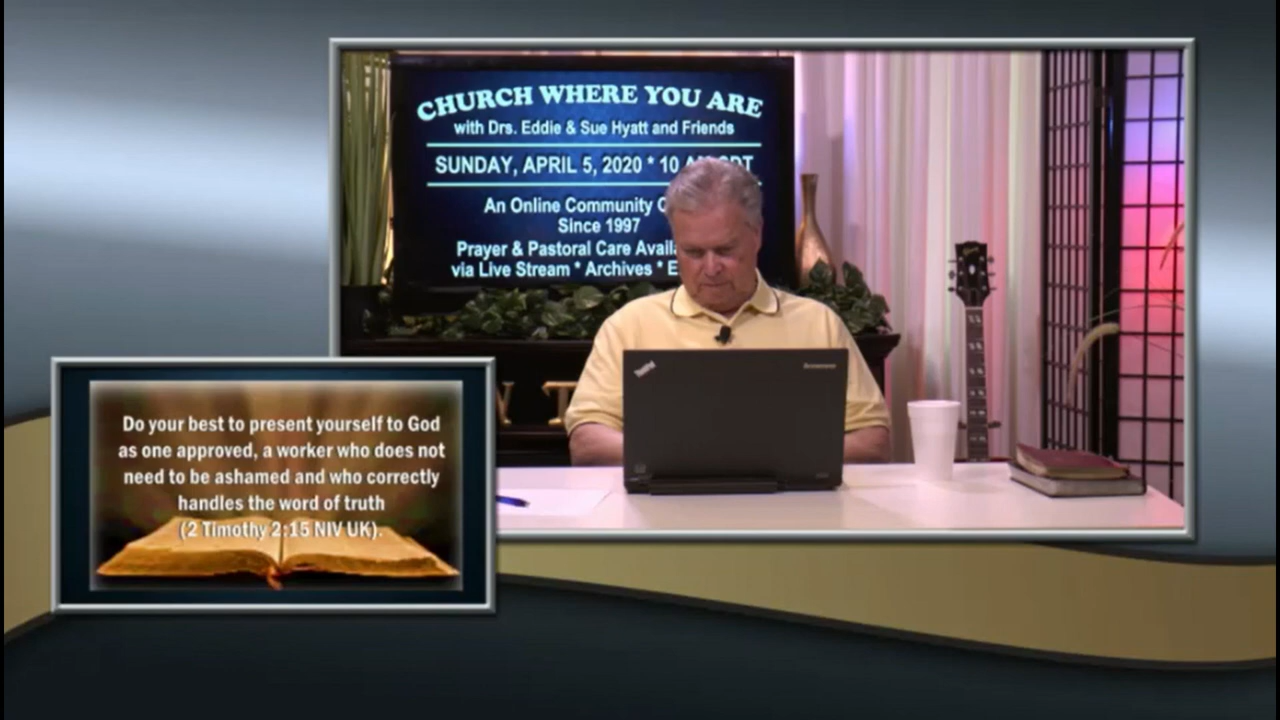 CHURCH WHERE YOU ARE
with Drs. Eddie & Sue Hyatt and Friends
SUNDAY, APRIL 5, 2020 * 10
An Online Community
Since 1997
Prayer & Pastoral Care
via Live Stream * Archives *
ThinkPad
lenovo
Gibson
Do your best to present yourself to God
as one approved, a worker who does not
need to be ashamed and who correctly
handles the word of truth
(2 Timothy 2:15 NIV UK).